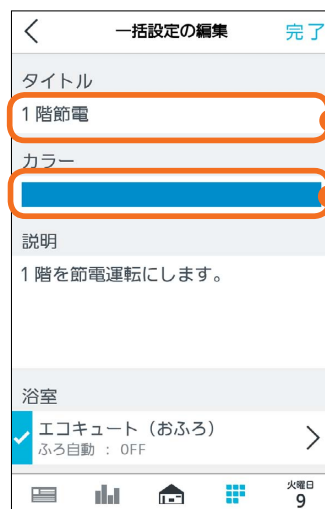 一括設定の編集
完了
タイトル
1階節電
カラー
説明
1階を節電運転にします。
浴室
エコキュート（おふろ）
ふろ自動 : OFF
火曜日
9